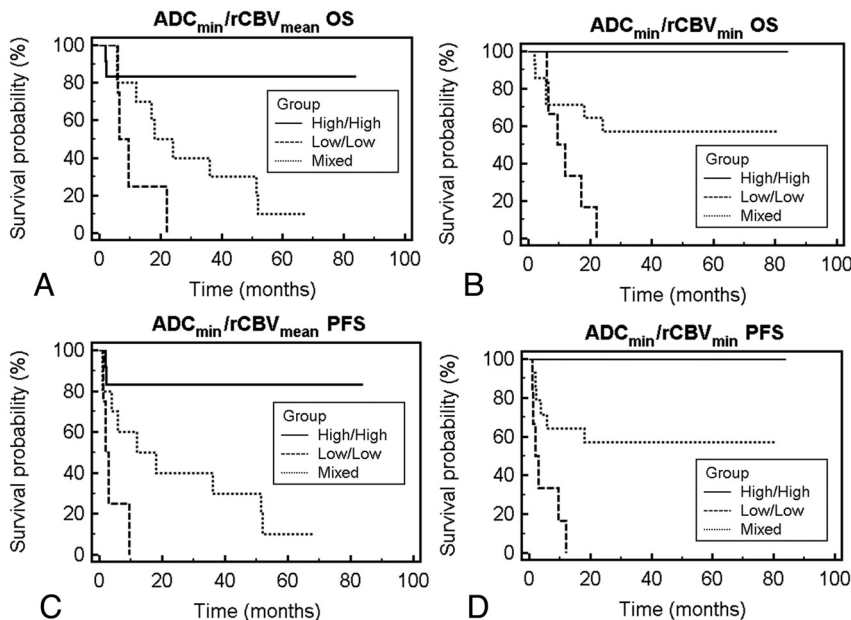 ADCmin/rCBVmean OS
Survival probability (%)
100
80
60
40
20
0
Group
High/High
Low/Low
Mixed
0 20 40 60 80 100
Time (months)
A
ADCmin/rCBVmin OS
Survival probability (%)
100
80
60
40
20
0
Group
High/High
Low/Low
Mixed
0 20 40 60 80 100
Time (months)
B
ADCmin/rCBVmean PFS
Survival probability (%)
100
80
60
40
20
0
Group
High/High
Low/Low
Mixed
0 20 40 60 80 100
Time (months)
C
ADCmin/rCBVmin PFS
Survival probability (%)
100
80
60
40
20
0
Group
High/High
Low/Low
Mixed
0 20 40 60 80 100
Time (months)
D